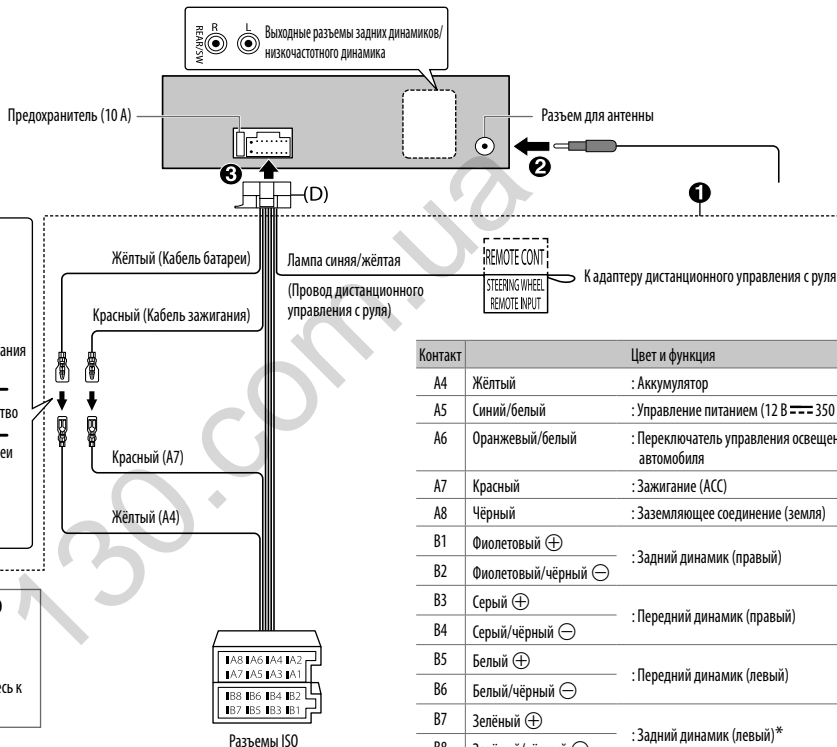 REAR/SW
R L
Выходные разъемы задних динамиков/
низкочастотного динамика
Предохранитель (10 А)
Разъем для антенны
❸
❷
❶
(D)
Жёлтый (Кабель батареи)
Лампа синяя/жёлтая
(Провод дистанционного
управления с руля)
REMOTE CONT
STEERING WHEEL
REMOTE INPUT
К адаптеру дистанционного управления с руля
Красный (Кабель зажигания)
Красный (A7)
Жёлтый (A4)
A8 A6 A4 A2
A7 A5 A3 A1
B8 B6 B4 B2
B7 B5 B3 B1
Разъемы ISO
Контакт Цвет и функция
A4 Жёлтый : Аккумулятор
A5 Синий/белый : Управление питанием (12 В ⎓ 350
A6 Оранжевый/белый : Переключатель управления освещен
автомобиля
A7 Красный : Зажигание (ACC)
A8 Чёрный : Заземляющее соединение (земля)
B1 Фиолетовый ⊕ : Задний динамик (правый)
B2 Фиолетовый/чёрный ⊖
B3 Серый ⊕ : Передний динамик (правый)
B4 Серый/чёрный ⊖
B5 Белый ⊕ : Передний динамик (левый)
B6 Белый/чёрный ⊖
B7 Зелёный ⊕ : Задний динамик (левый)*
130.com.ua